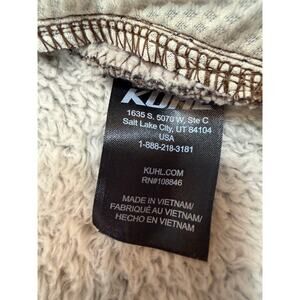 KÜHL
1635 S. 5070 W, Ste C
Salt Lake City, UT 84104
USA
1-888-218-3181
KUHL.COM
RN#108846
MADE IN VIETNAM/
FABRIQUÉ AU VIETNAM/
HECHO EN VIETNAM